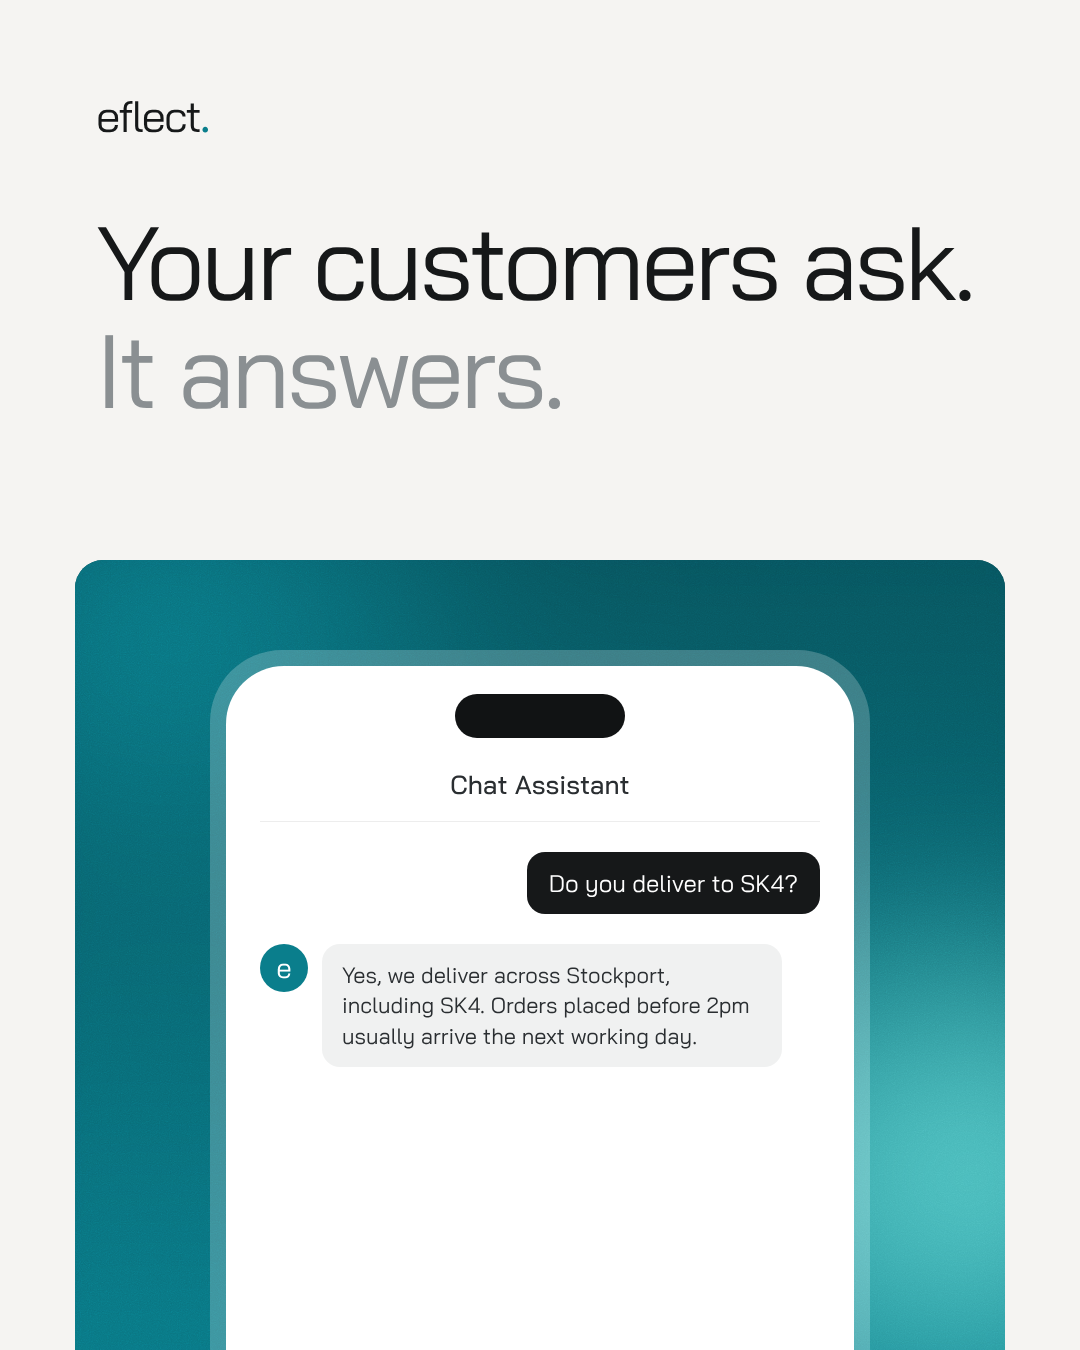 eflect.
Your customers ask.
It answers.
Chat Assistant
Do you deliver to SK4?
e
Yes, we deliver across Stockport,
including SK4. Orders placed before 2pm
usually arrive the next working day.